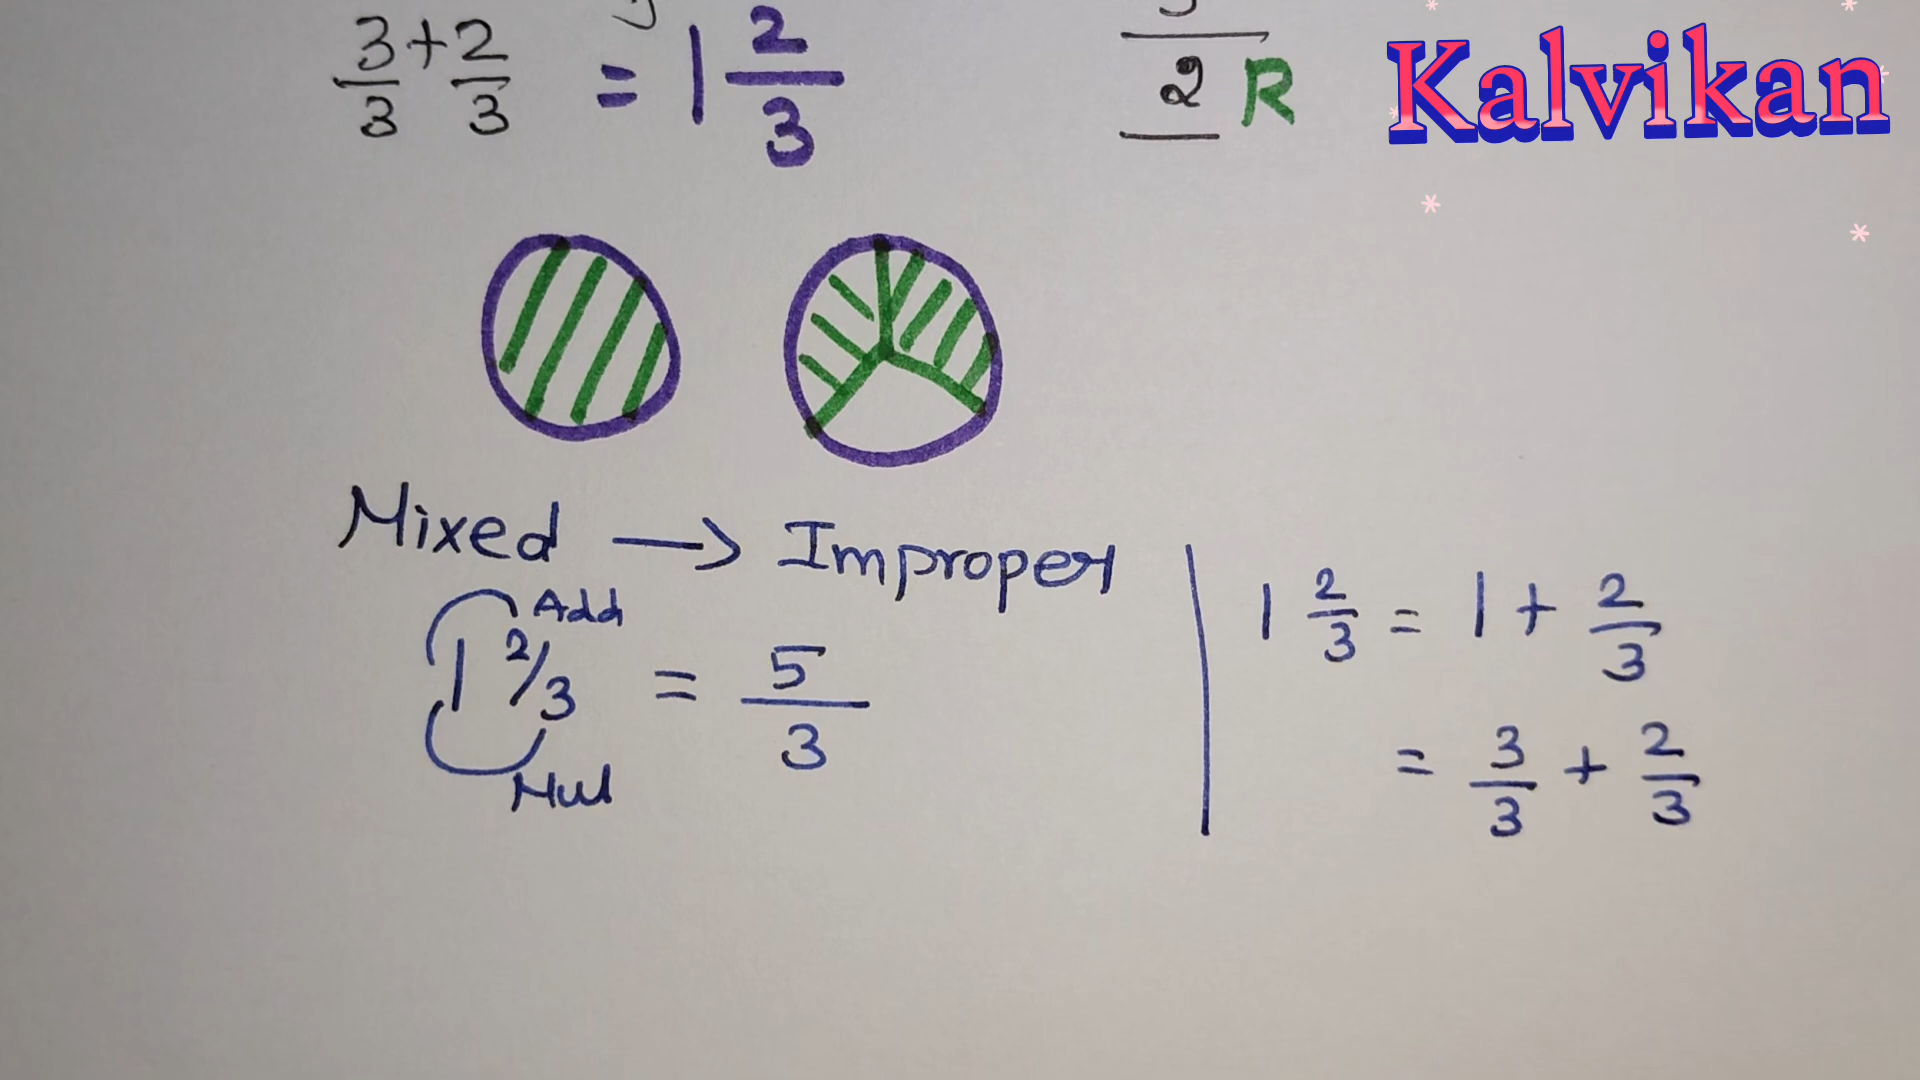 3/3 + 2/3 = 1 2/3
2 R
Kalvikan
Mixed → Improper
Add
1 2/3 = 5/3
Mul
1 2/3 = 1 + 2/3
= 3/3 + 2/3